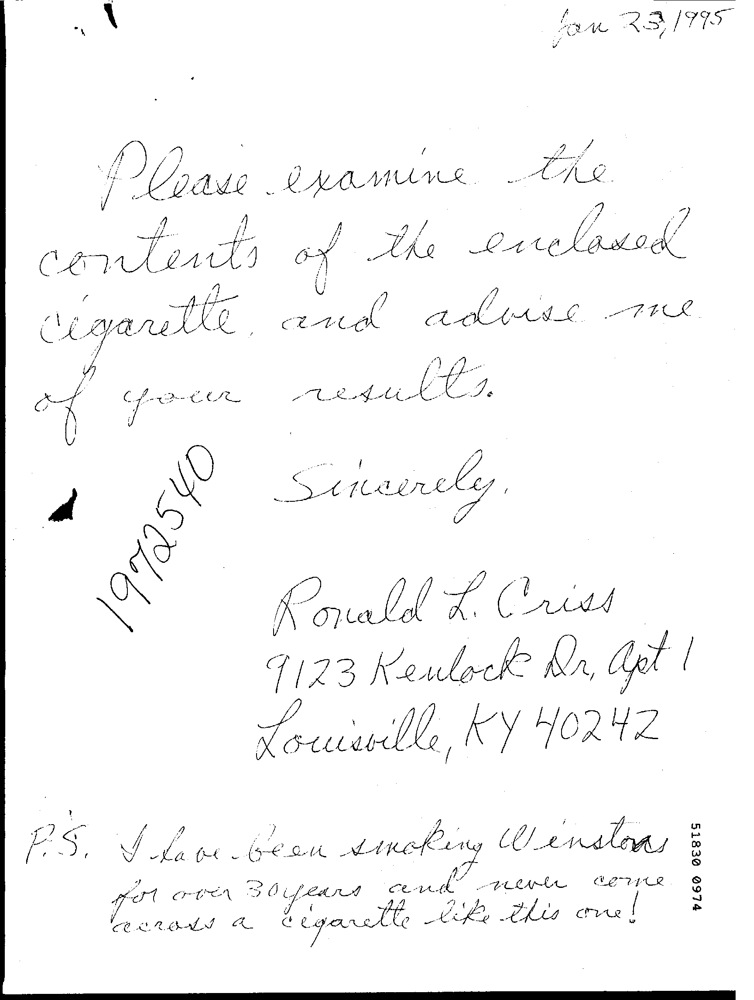 Jan 23, 1995
Please examine the
contents of the enclosed
cigarette, and advise me
of your results.
Sincerely,
1972540
Ronald L. Criss
9123 Kenlock Dr, Apt 1
Louisville, KY 40242
P.S. I have been smoking Winstons
for over 30 years and never come
across a cigarette like this one!
51830 0974